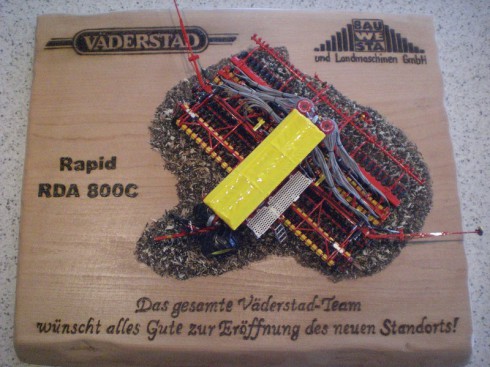 VÄDERSTAD
BAU
WE
STA
und Landmaschinen GmbH
Rapid
RDA 800C
Das gesamte Väderstad-Team
wünscht alles Gute zur Eröffnung des neuen Standorts!